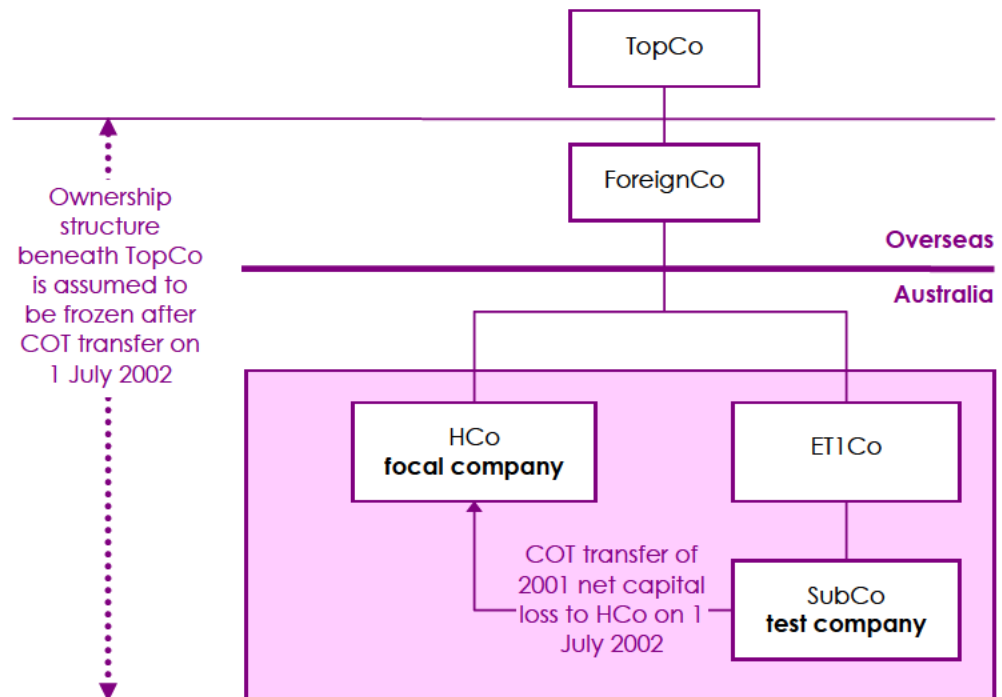 TopCo
ForeignCo
Ownership
structure
beneath TopCo
is assumed to
be frozen after
COT transfer on
1 July 2002
Overseas
Australia
HCo
focal company
ET1Co
COT transfer of
2001 net capital
loss to HCo on 1
July 2002
SubCo
test company